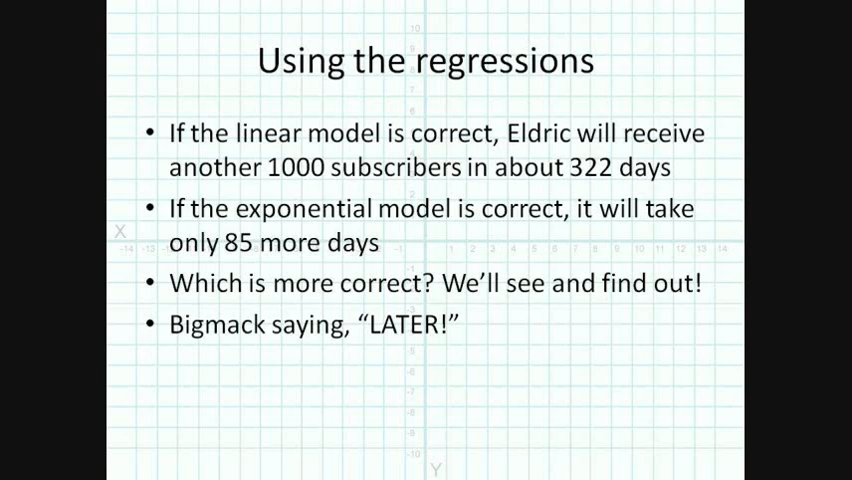 Using the regressions
• If the linear model is correct, Eldric will receive
another 1000 subscribers in about 322 days
• If the exponential model is correct, it will take
only 85 more days
• Which is more correct? We’ll see and find out!
• Bigmack saying, “LATER!”
X
Y